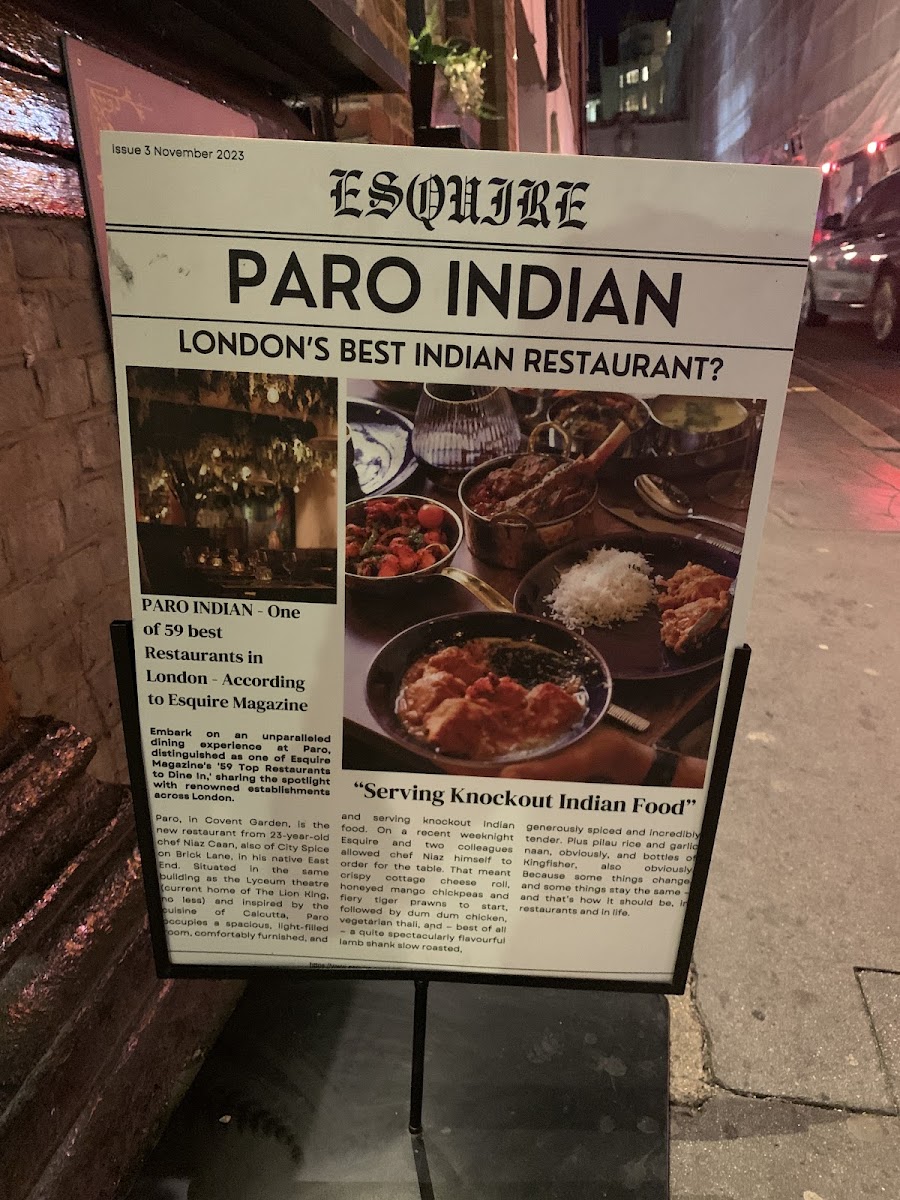 Issue 3 November 2023
ESQUIRE
PARO INDIAN
LONDON'S BEST INDIAN RESTAURANT?
PARO INDIAN - One
of 59 best
Restaurants in
London - According
to Esquire Magazine
Embark on an unparalleled
dining experience at Paro,
distinguished as one of Esquire
Magazine's '59 Top Restaurants
to Dine In,' sharing the spotlight
with renowned establishments
across London.
"Serving Knockout Indian Food"
Paro, in Covent Garden, is the
new restaurant from 23-year-old
chef Niaz Caan, also of City Spice
on Brick Lane, in his native East
End. Situated in the same
building as the Lyceum theatre
(current home of The Lion King,
no less) and inspired by the
cuisine of Calcutta, Paro
occupies a spacious, light-filled
room, comfortably furnished, and
and serving knockout Indian
food. On a recent weeknight
Esquire and two colleagues
allowed chef Niaz himself to
order for the table. That meant
crispy cottage cheese roll,
honeyed mango chickpeas and
fiery tiger prawns to start,
followed by dum dum chicken,
vegetarian thali, and – best of all
– a quite spectacularly flavourful
lamb shank slow roasted,
generously spiced and incredibly
tender. Plus pilau rice and garlic
naan, obviously, and bottles of
Kingfisher, also obviously
Because some things change
and some things stay the same –
and that's how it should be, in
restaurants and in life.